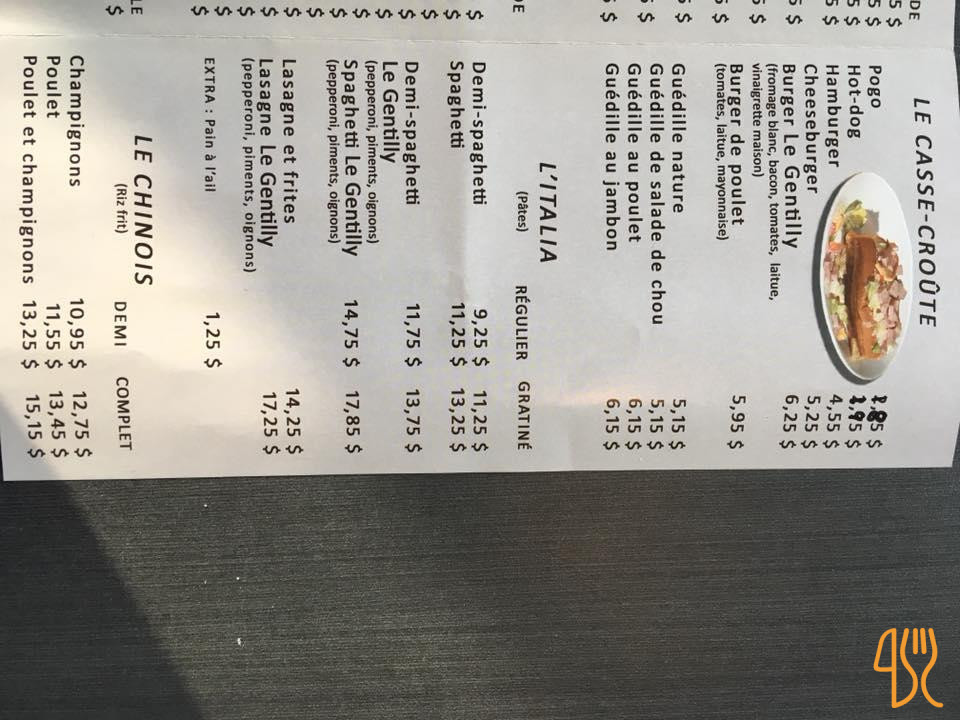 LE CASSE-CROÛTE
Pogo
Hot-dog
Hamburger 4,55 $
Cheeseburger 5,25 $
Burger Le Gentilly 6,25 $
(fromage blanc, bacon, tomates, laitue,
vinaigrette maison)
Burger de poulet 5,95 $
(tomates, laitue, mayonnaise)
Guédille nature 5,15 $
Guédille de salade de chou 5,15 $
Guédille au poulet 6,15 $
Guédille au jambon 6,15 $
L'ITALIA
(Pâtes)
RÉGULIER GRATINÉ
Demi-spaghetti 9,25 $ 11,25 $
Spaghetti 11,25 $ 13,25 $
Demi-spaghetti 11,75 $ 13,75 $
Le Gentilly
(pepperoni, piments, oignons)
Spaghetti Le Gentilly 14,75 $ 17,85 $
(pepperoni, piments, oignons)
Lasagne et frites 14,25 $
Lasagne Le Gentilly 17,25 $
(pepperoni, piments, oignons)
EXTRA : Pain à l'ail 1,25 $
LE CHINOIS
(Riz frit)
DEMI COMPLET
Champignons 10,95 $ 12,75 $
Poulet 11,55 $ 13,45 $
Poulet et champignons 13,25 $ 15,15 $